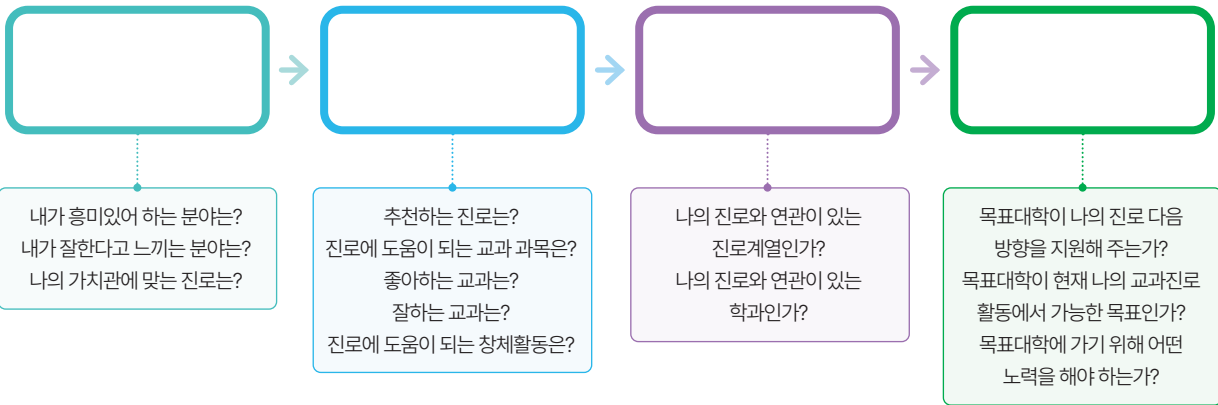 내가 흥미있어 하는 분야는?
내가 잘한다고 느끼는 분야는?
나의 가치관에 맞는 진로는?
추천하는 진로는?
진로에 도움이 되는 교과 과목은?
좋아하는 교과는?
잘하는 교과는?
진로에 도움이 되는 창체활동은?
나의 진로와 연관이 있는
진로계열인가?
나의 진로와 연관이 있는
학과인가?
목표대학이 나의 진로 다음
방향을 지원해 주는가?
목표대학이 현재 나의 교과진로
활동에서 가능한 목표인가?
목표대학에 가기 위해 어떤
노력을 해야 하는가?